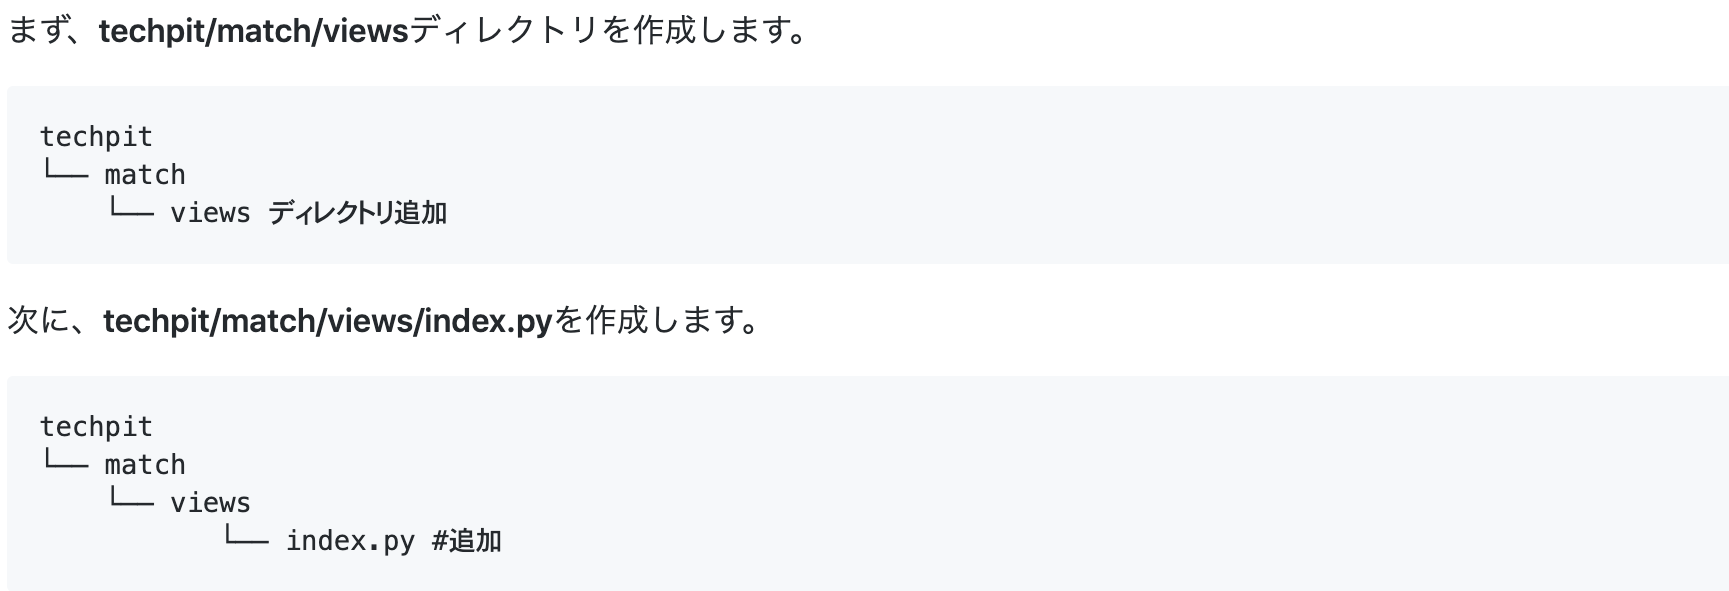 まず、techpit/match/viewsディレクトリを作成します。
techpit
└── match
    └── views ディレクトリ追加
次に、techpit/match/views/index.pyを作成します。
techpit
└── match
    └── views
           └── index.py #追加